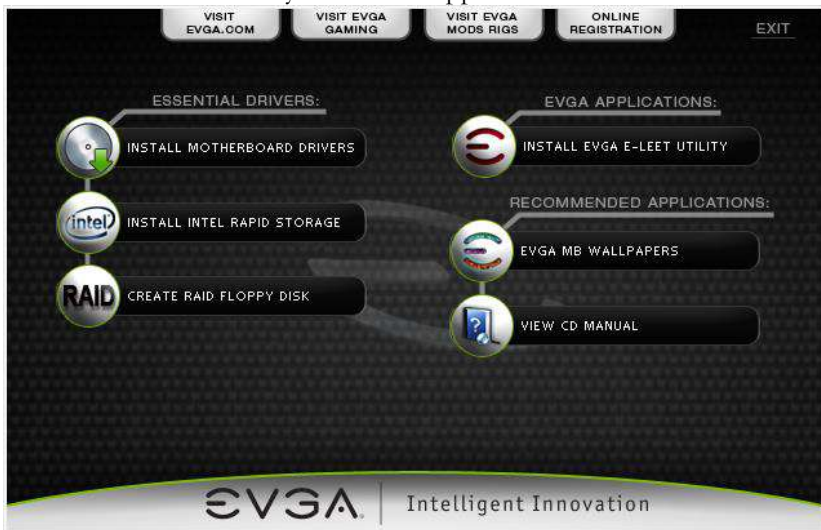 VISIT
EVGA.COM
VISIT EVGA
GAMING
VISIT EVGA
MODS RIGS
ONLINE
REGISTRATION
EXIT
ESSENTIAL DRIVERS:
INSTALL MOTHERBOARD DRIVERS
intel
INSTALL INTEL RAPID STORAGE
RAID
CREATE RAID FLOPPY DISK
EVGA APPLICATIONS:
INSTALL EVGA E-LEET UTILITY
RECOMMENDED APPLICATIONS:
EVGA MB WALLPAPERS
?
VIEW CD MANUAL
EVGA.
Intelligent Innovation